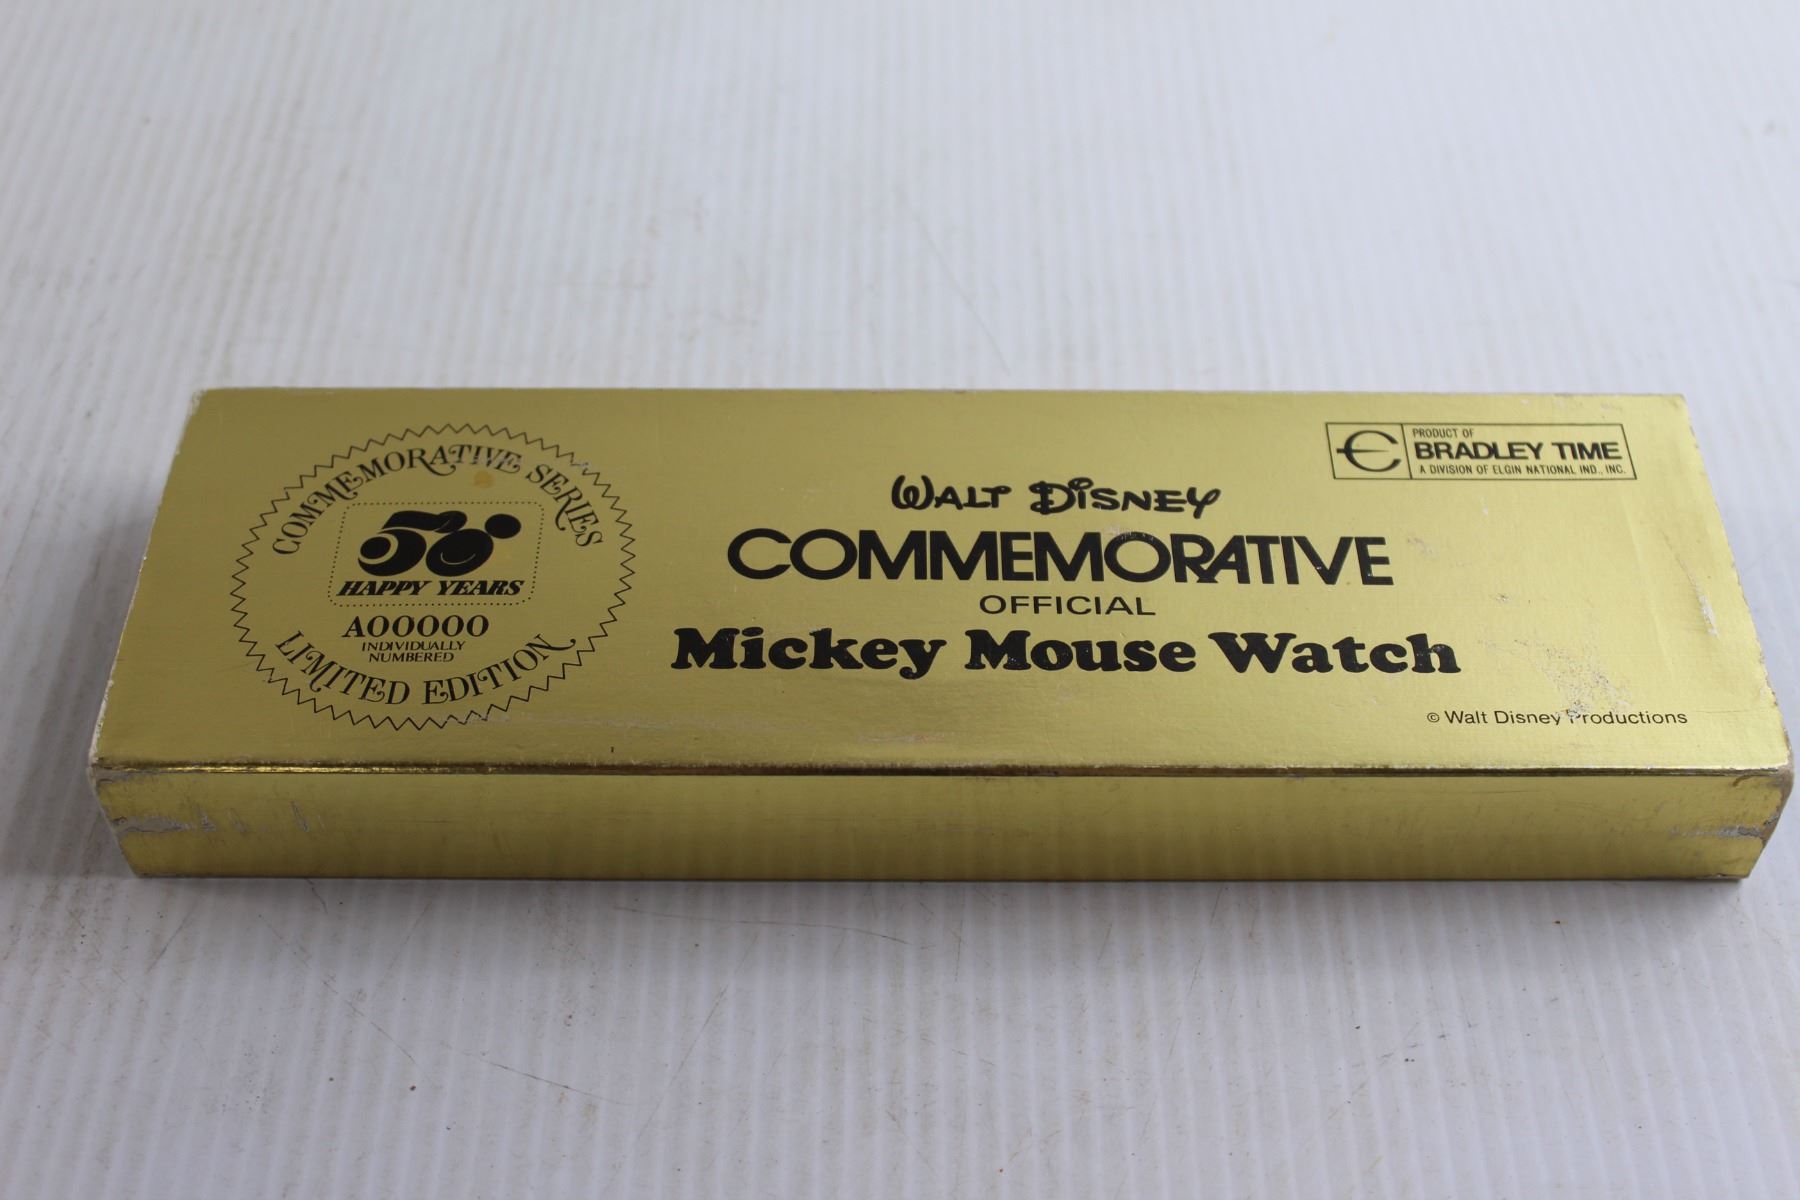 COMMEMORATIVE SERIES
50
HAPPY YEARS
A00000
INDIVIDUALLY
NUMBERED
LIMITED EDITION
WALT DISNEY
COMMEMORATIVE
OFFICIAL
Mickey Mouse Watch
PRODUCT OF
BRADLEY TIME
A DIVISION OF ELGIN NATIONAL IND., INC.
© Walt Disney Productions